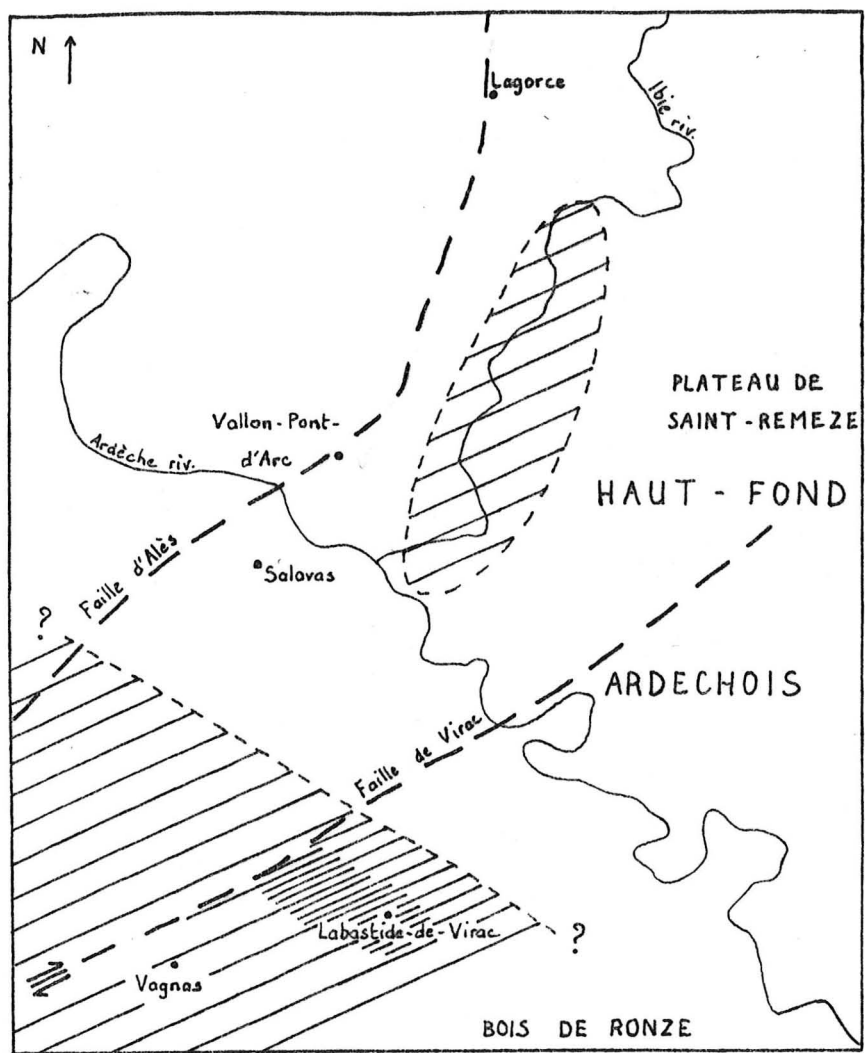 N
Lagorce
Ibie riv.
PLATEAU DE
SAINT-REMEZE
Vallon-Pont-
d'Arc
Ardèche riv.
HAUT-FOND
Faille d'Alès
Salavas
?
ARDECHOIS
Faille de Virac
Labastide-de-Virac
?
Vagnas
BOIS DE RONZE